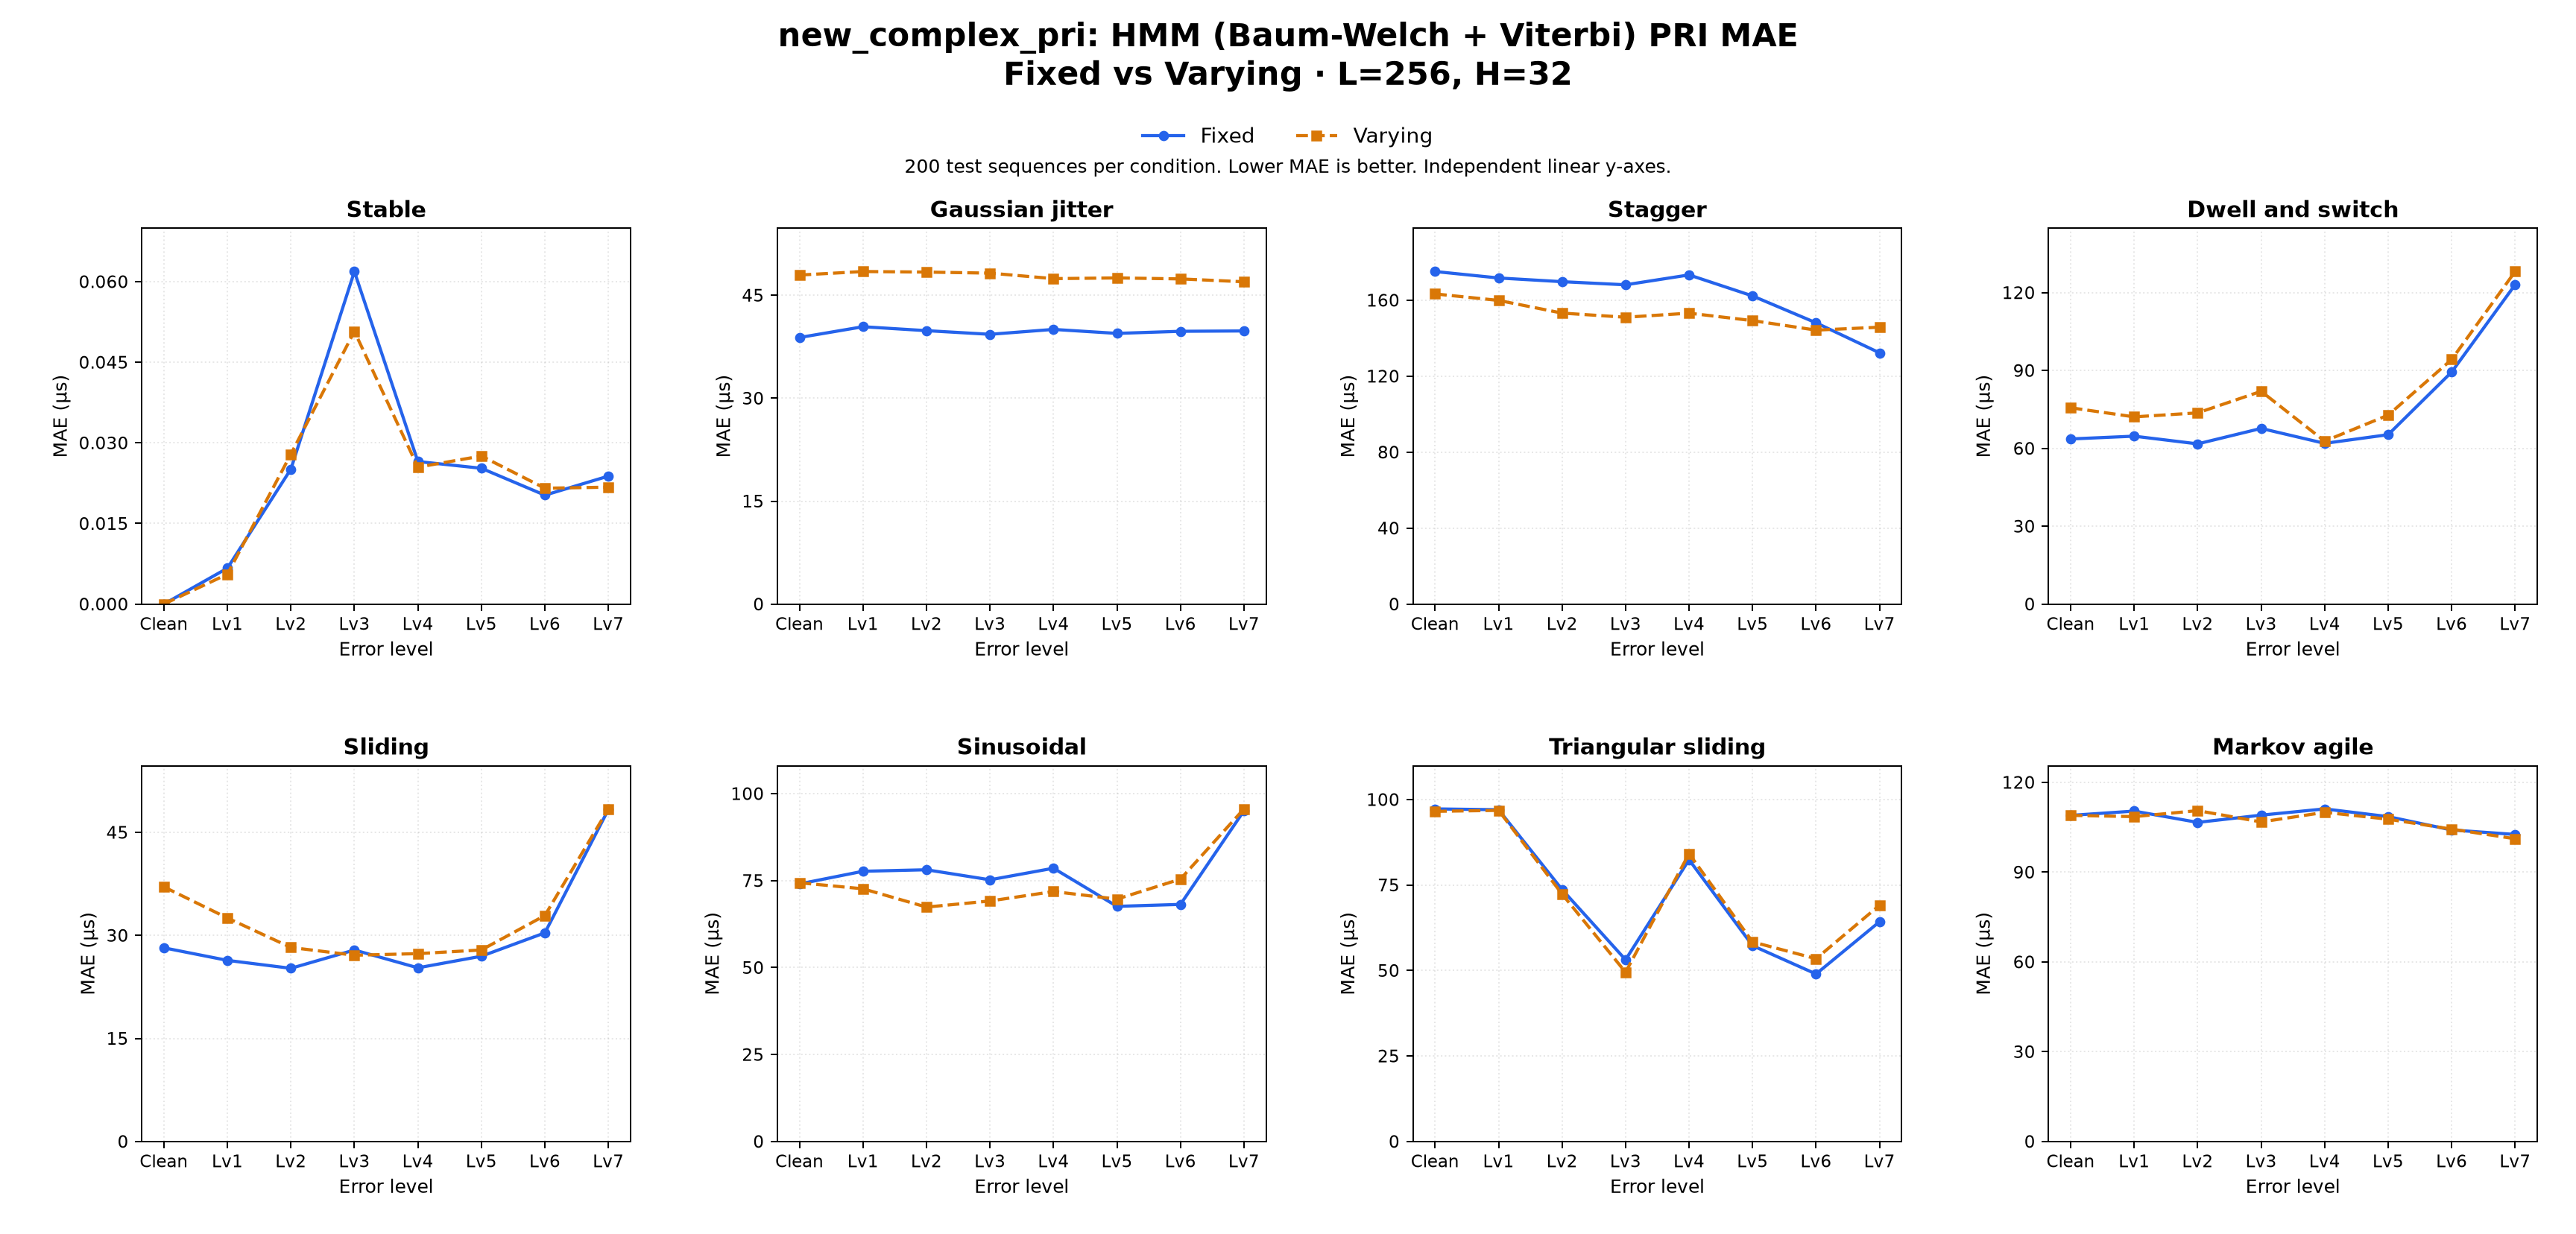 new_complex_pri: HMM (Baum-Welch + Viterbi) PRI MAE
Fixed vs Varying · L=256, H=32
Fixed Varying
200 test sequences per condition. Lower MAE is better. Independent linear y-axes.
Stable
MAE (µs)
0.060
0.045
0.030
0.015
0.000
Clean Lv1 Lv2 Lv3 Lv4 Lv5 Lv6 Lv7
Error level
Gaussian jitter
MAE (µs)
45
30
15
0
Clean Lv1 Lv2 Lv3 Lv4 Lv5 Lv6 Lv7
Error level
Stagger
MAE (µs)
160
120
80
40
0
Clean Lv1 Lv2 Lv3 Lv4 Lv5 Lv6 Lv7
Error level
Dwell and switch
MAE (µs)
120
90
60
30
0
Clean Lv1 Lv2 Lv3 Lv4 Lv5 Lv6 Lv7
Error level
Sliding
MAE (µs)
45
30
15
0
Clean Lv1 Lv2 Lv3 Lv4 Lv5 Lv6 Lv7
Error level
Sinusoidal
MAE (µs)
100
75
50
25
0
Clean Lv1 Lv2 Lv3 Lv4 Lv5 Lv6 Lv7
Error level
Triangular sliding
MAE (µs)
100
75
50
25
0
Clean Lv1 Lv2 Lv3 Lv4 Lv5 Lv6 Lv7
Error level
Markov agile
MAE (µs)
120
90
60
30
0
Clean Lv1 Lv2 Lv3 Lv4 Lv5 Lv6 Lv7
Error level